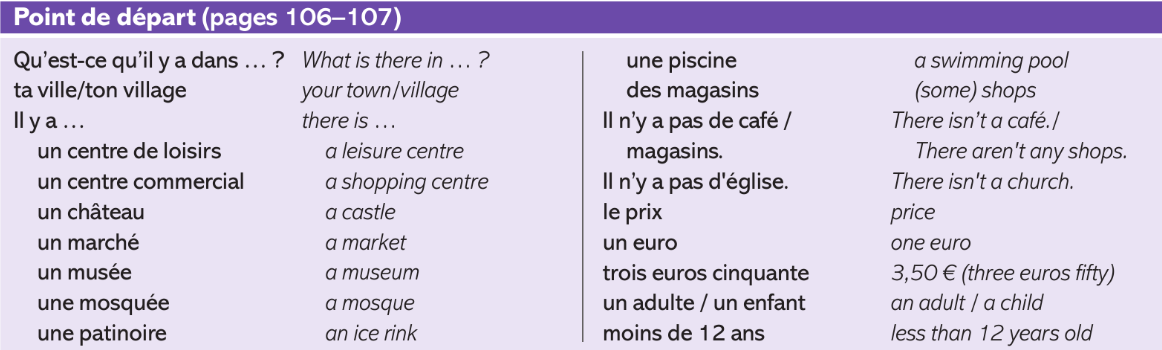 Point de départ (pages 106–107)
Qu’est-ce qu’il y a dans … ? What is there in … ?
ta ville/ton village your town/village
Il y a … there is …
un centre de loisirs a leisure centre
un centre commercial a shopping centre
un château a castle
un marché a market
un musée a museum
une mosquée a mosque
une patinoire an ice rink
une piscine a swimming pool
des magasins (some) shops
Il n’y a pas de café / There isn’t a café./
magasins. There aren't any shops.
Il n’y a pas d'église. There isn't a church.
le prix price
un euro one euro
trois euros cinquante 3,50 € (three euros fifty)
un adulte / un enfant an adult / a child
moins de 12 ans less than 12 years old